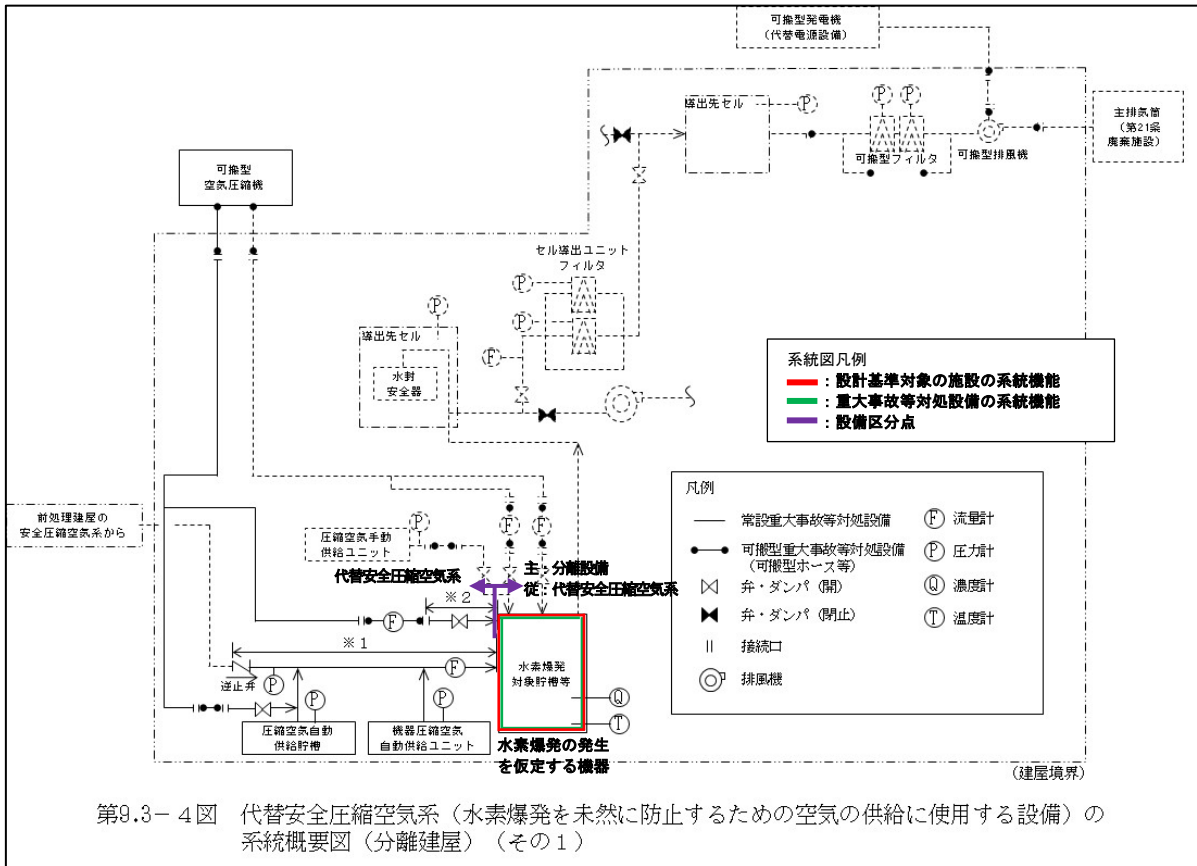 可搬型発電機
(代替電源設備)
導出先セル
P
P
P
主排気筒
(第21条
廃棄施設)
可搬型フィルタ
可搬型排風機
可搬型
空気圧縮機
セル導出ユニット
フィルタ
P
P
P
導出先セル
水封
安全器
F
系統図凡例
：設計基準対象の施設の系統機能
：重大事故等対処設備の系統機能
：設備区分点
凡例
常設重大事故等対処設備
可搬型重大事故等対処設備
(可搬型ホース等)
弁・ダンパ（開）
弁・ダンパ（閉止）
接続口
排風機
F 流量計
P 圧力計
Q 濃度計
T 温度計
前処理建屋の
安全圧縮空気系から
圧縮空気手動
供給ユニット
P
F
F
代替安全圧縮空気系
主：分離設備
従：代替安全圧縮空気系
※2
F
※1
逆止弁
P
F
P
P
圧縮空気自動
供給貯槽
機器圧縮空気
自動供給ユニット
水素爆発
対象貯槽等
Q
T
水素爆発の発生
を仮定する機器
(建屋境界)
第9.3－4図　代替安全圧縮空気系（水素爆発を未然に防止するための空気の供給に使用する設備）の
系統概要図（分離建屋）（その1）